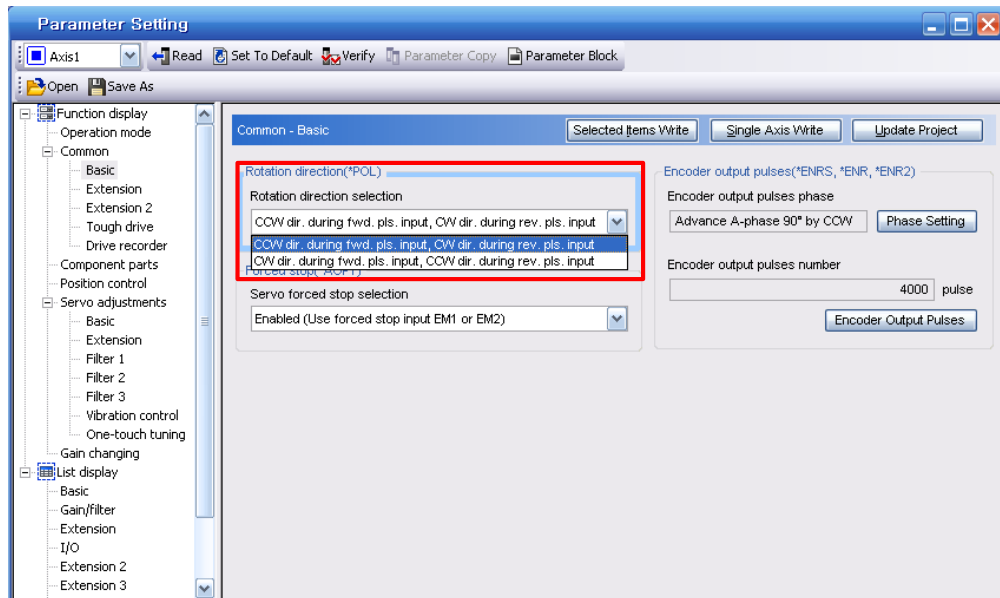 Parameter Setting
Axis1 Read Set To Default Verify Parameter Copy Parameter Block
Open Save As
Function display
Operation mode
Common
Basic
Extension
Extension 2
Tough drive
Drive recorder
Component parts
Position control
Servo adjustments
Basic
Extension
Filter 1
Filter 2
Filter 3
Vibration control
One-touch tuning
Gain changing
List display
Basic
Gain/filter
Extension
I/O
Extension 2
Extension 3
Common - Basic
Selected Items Write Single Axis Write Update Project
Rotation direction(*POL)
Rotation direction selection
CCW dir. during fwd. pls. input, CW dir. during rev. pls. input
CCW dir. during fwd. pls. input, CW dir. during rev. pls. input
CW dir. during fwd. pls. input, CCW dir. during rev. pls. input
Forced stop(*AOP1)
Servo forced stop selection
Enabled (Use forced stop input EM1 or EM2)
Encoder output pulses(*ENRS, *ENR, *ENR2)
Encoder output pulses phase
Advance A-phase 90° by CCW Phase Setting
Encoder output pulses number
4000 pulse
Encoder Output Pulses